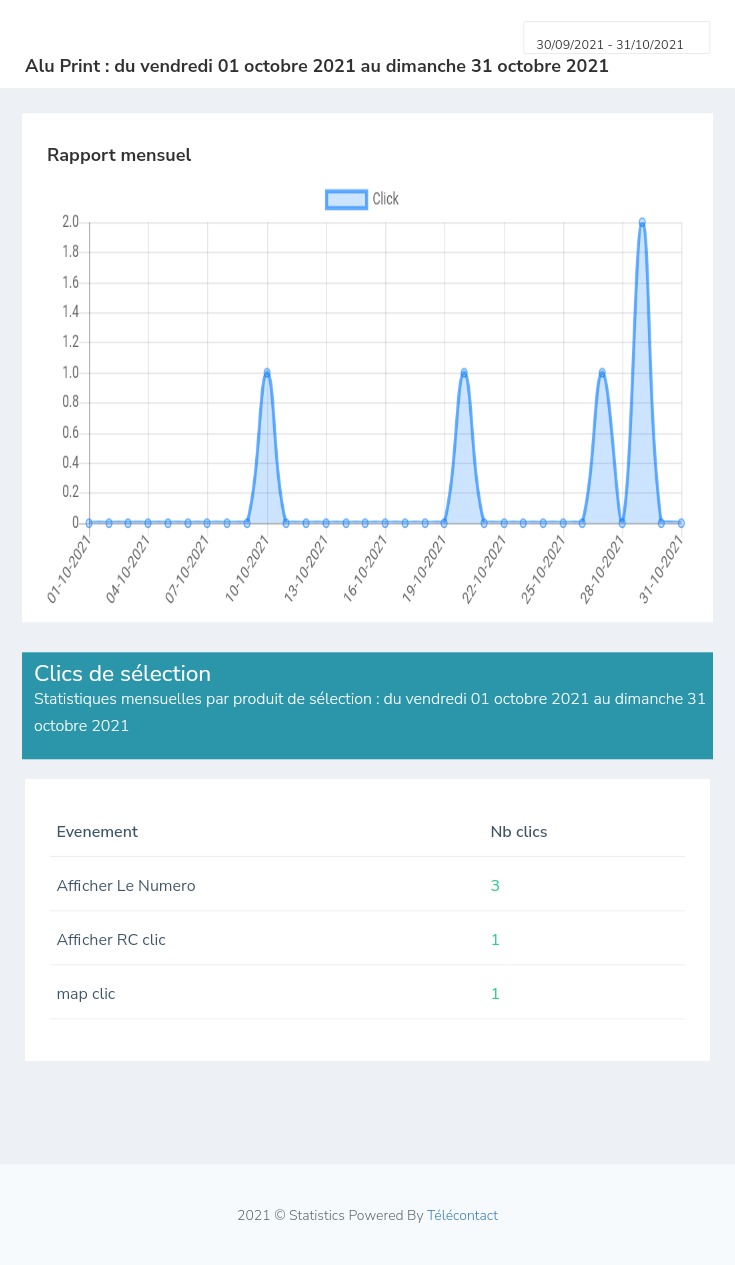 30/09/2021 - 31/10/2021
Alu Print : du vendredi 01 octobre 2021 au dimanche 31 octobre 2021
Rapport mensuel
Click
2.0
1.8
1.6
1.4
1.2
1.0
0.8
0.6
0.4
0.2
0
01-10-2021
04-10-2021
07-10-2021
10-10-2021
13-10-2021
16-10-2021
19-10-2021
22-10-2021
25-10-2021
28-10-2021
31-10-2021
Clics de sélection
Statistiques mensuelles par produit de sélection : du vendredi 01 octobre 2021 au dimanche 31
octobre 2021
Evenement Nb clics
Afficher Le Numero 3
Afficher RC clic 1
map clic 1
2021 © Statistics Powered By Télécontact